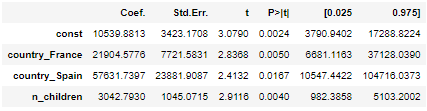 Coef. Std.Err. t P>|t| [0.025 0.975]
const 10539.8813 3423.1708 3.0790 0.0024 3790.9402 17288.8224
country_France 21904.5776 7721.5831 2.8368 0.0050 6681.1163 37128.0390
country_Spain 57631.7397 23881.9087 2.4132 0.0167 10547.4422 104716.0373
n_children 3042.7930 1045.0715 2.9116 0.0040 982.3858 5103.2002